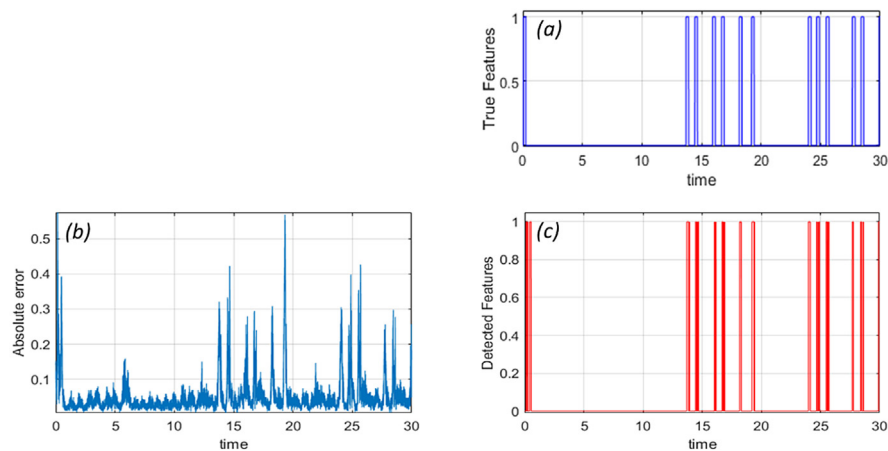 (a)
True Features
1
0.5
0
0 5 10 15 20 25 30
time
(b)
Absolute error
0.5
0.4
0.3
0.2
0.1
0 5 10 15 20 25 30
time
(c)
Detected Features
1
0.8
0.6
0.4
0.2
0
0 5 10 15 20 25 30
time